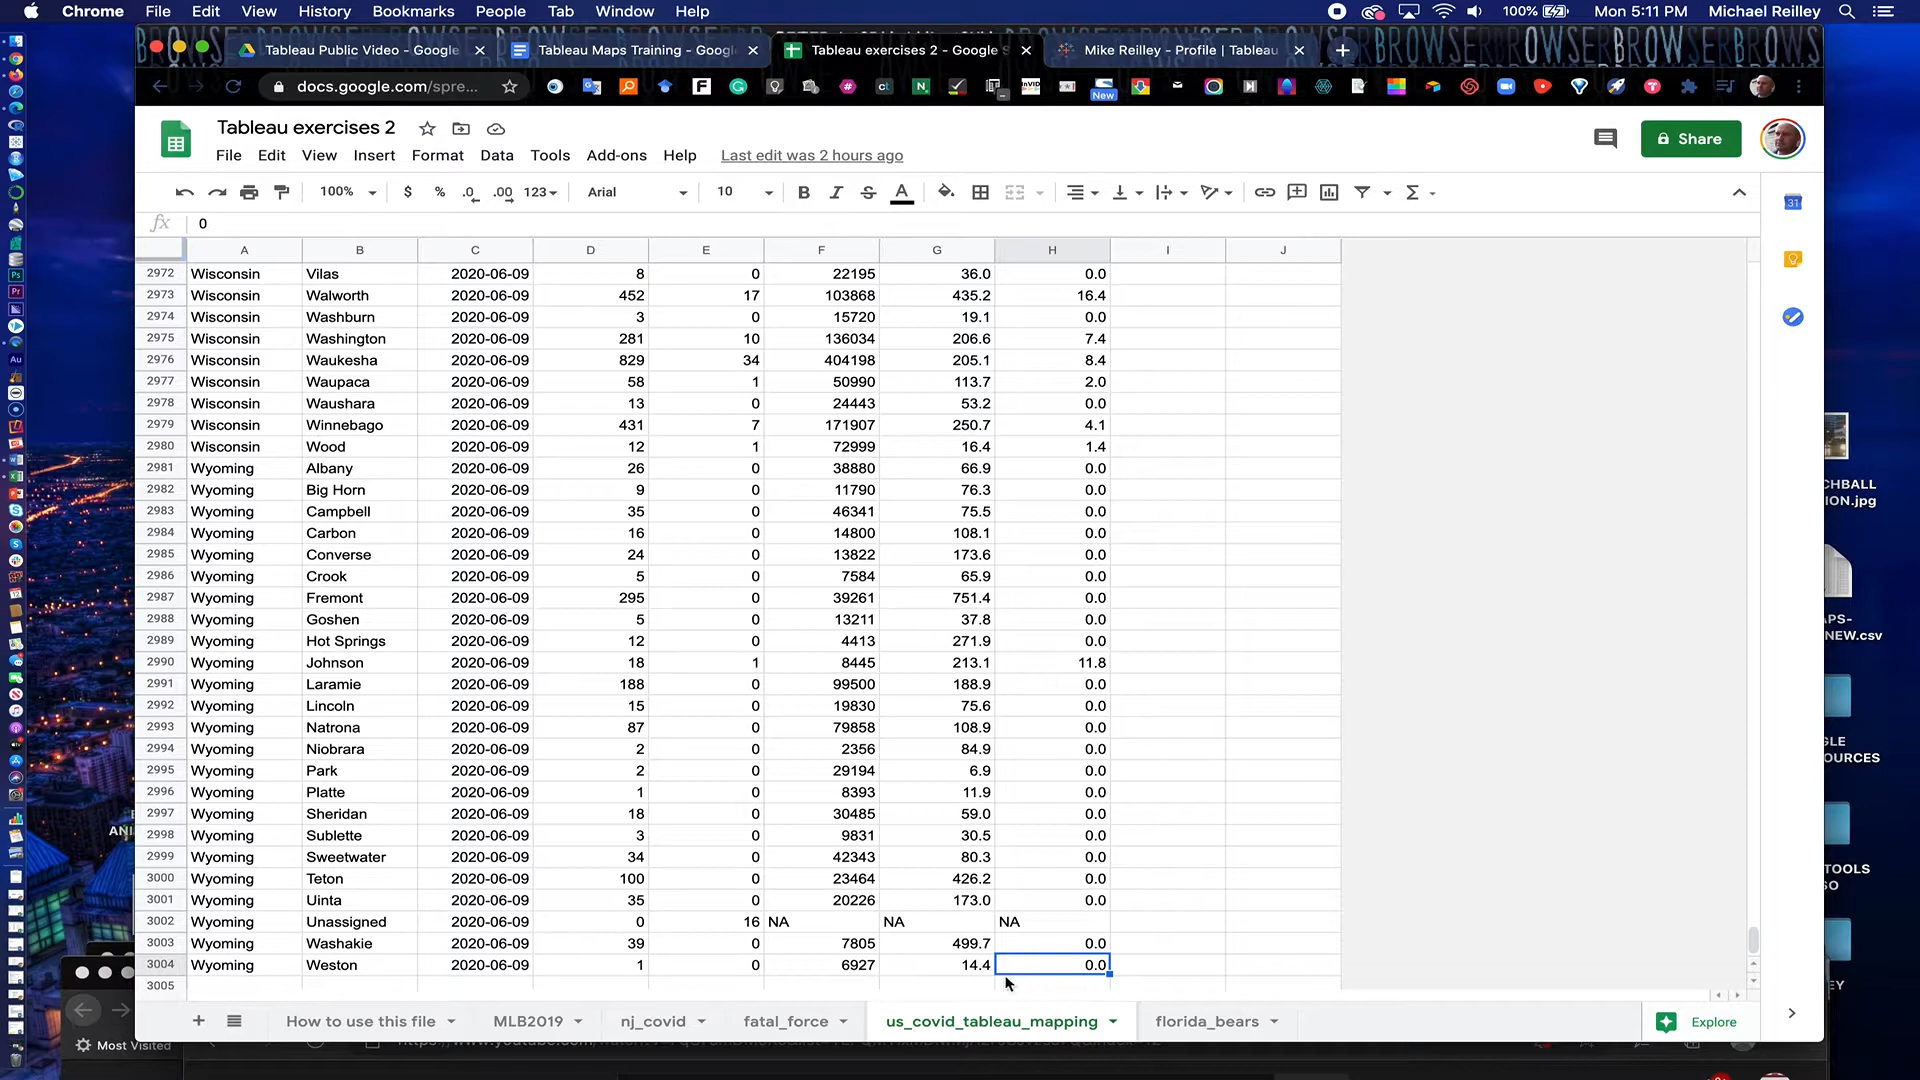 Chrome File Edit View History Bookmarks People Tab Window Help 100% Mon 5:11 PM Michael Reilley
BROWSER BROWSER BROWSER BROWSER
Tableau Public Video - Google Tableau Maps Training - Google Tableau exercises 2 - Google S Mike Reilley - Profile | Tableau
docs.google.com/spre... New
Tableau exercises 2 Share
File Edit View Insert Format Data Tools Add-ons Help Last edit was 2 hours ago
100% $ % .0 .00 123 Arial 10 B I S A Σ
fx 0 31
A B C D E F G H I J
2972 Wisconsin Vilas 2020-06-09 8 0 22195 36.0 0.0
2973 Wisconsin Walworth 2020-06-09 452 17 103868 435.2 16.4
2974 Wisconsin Washburn 2020-06-09 3 0 15720 19.1 0.0
2975 Wisconsin Washington 2020-06-09 281 10 136034 206.6 7.4
2976 Wisconsin Waukesha 2020-06-09 829 34 404198 205.1 8.4
2977 Wisconsin Waupaca 2020-06-09 58 1 50990 113.7 2.0
2978 Wisconsin Waushara 2020-06-09 13 0 24443 53.2 0.0
2979 Wisconsin Winnebago 2020-06-09 431 7 171907 250.7 4.1
2980 Wisconsin Wood 2020-06-09 12 1 72999 16.4 1.4
2981 Wyoming Albany 2020-06-09 26 0 38880 66.9 0.0
2982 Wyoming Big Horn 2020-06-09 9 0 11790 76.3 0.0
2983 Wyoming Campbell 2020-06-09 35 0 46341 75.5 0.0
2984 Wyoming Carbon 2020-06-09 16 0 14800 108.1 0.0
2985 Wyoming Converse 2020-06-09 24 0 13822 173.6 0.0
2986 Wyoming Crook 2020-06-09 5 0 7584 65.9 0.0
2987 Wyoming Fremont 2020-06-09 295 0 39261 751.4 0.0
2988 Wyoming Goshen 2020-06-09 5 0 13211 37.8 0.0
2989 Wyoming Hot Springs 2020-06-09 12 0 4413 271.9 0.0
2990 Wyoming Johnson 2020-06-09 18 1 8445 213.1 11.8
2991 Wyoming Laramie 2020-06-09 188 0 99500 188.9 0.0
2992 Wyoming Lincoln 2020-06-09 15 0 19830 75.6 0.0
2993 Wyoming Natrona 2020-06-09 87 0 79858 108.9 0.0
2994 Wyoming Niobrara 2020-06-09 2 0 2356 84.9 0.0
2995 Wyoming Park 2020-06-09 2 0 29194 6.9 0.0
2996 Wyoming Platte 2020-06-09 1 0 8393 11.9 0.0
2997 Wyoming Sheridan 2020-06-09 18 0 30485 59.0 0.0
2998 Wyoming Sublette 2020-06-09 3 0 9831 30.5 0.0
2999 Wyoming Sweetwater 2020-06-09 34 0 42343 80.3 0.0
3000 Wyoming Teton 2020-06-09 100 0 23464 426.2 0.0
3001 Wyoming Uinta 2020-06-09 35 0 20226 173.0 0.0
3002 Wyoming Unassigned 2020-06-09 0 16 NA NA NA
3003 Wyoming Washakie 2020-06-09 39 0 7805 499.7 0.0
3004 Wyoming Weston 2020-06-09 1 0 6927 14.4 0.0
3005
+ How to use this file MLB2019 nj_covid fatal_force us_covid_tableau_mapping florida_bears Explore
Most Visited
CHBALL
ION.jpg
PS-
NEW.csv
GLE
OURCES
TOOLS
SO
EY